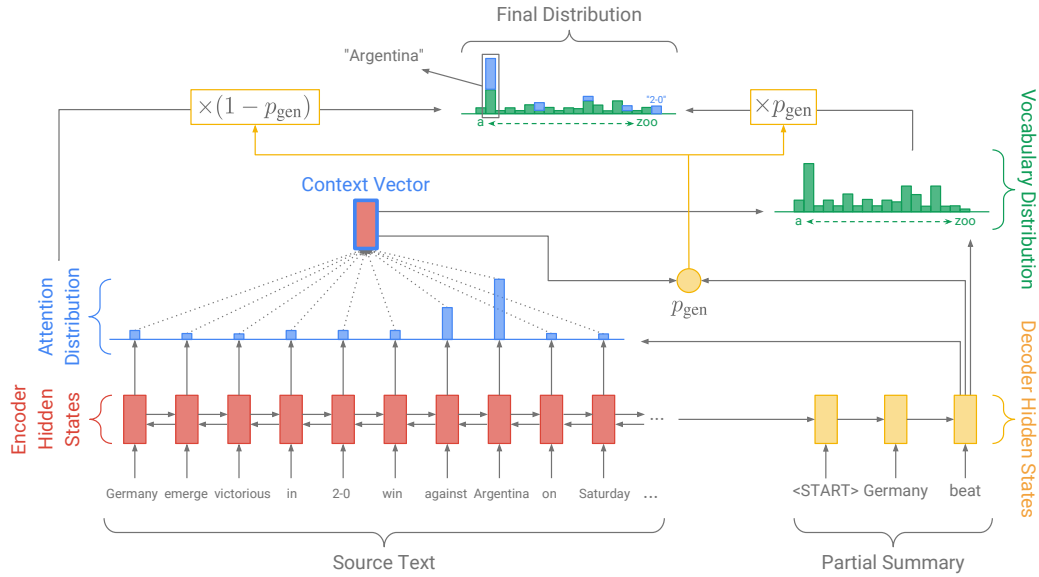 Final Distribution
"Argentina"
×(1 − p_gen)
"2-0"
a
zoo
×p_gen
Context Vector
Vocabulary Distribution
a
zoo
Attention
Distribution
p_gen
Encoder
Hidden
States
...
Decoder Hidden States
Germany emerge victorious in 2-0 win against Argentina on Saturday ...
<START> Germany beat
Source Text
Partial Summary